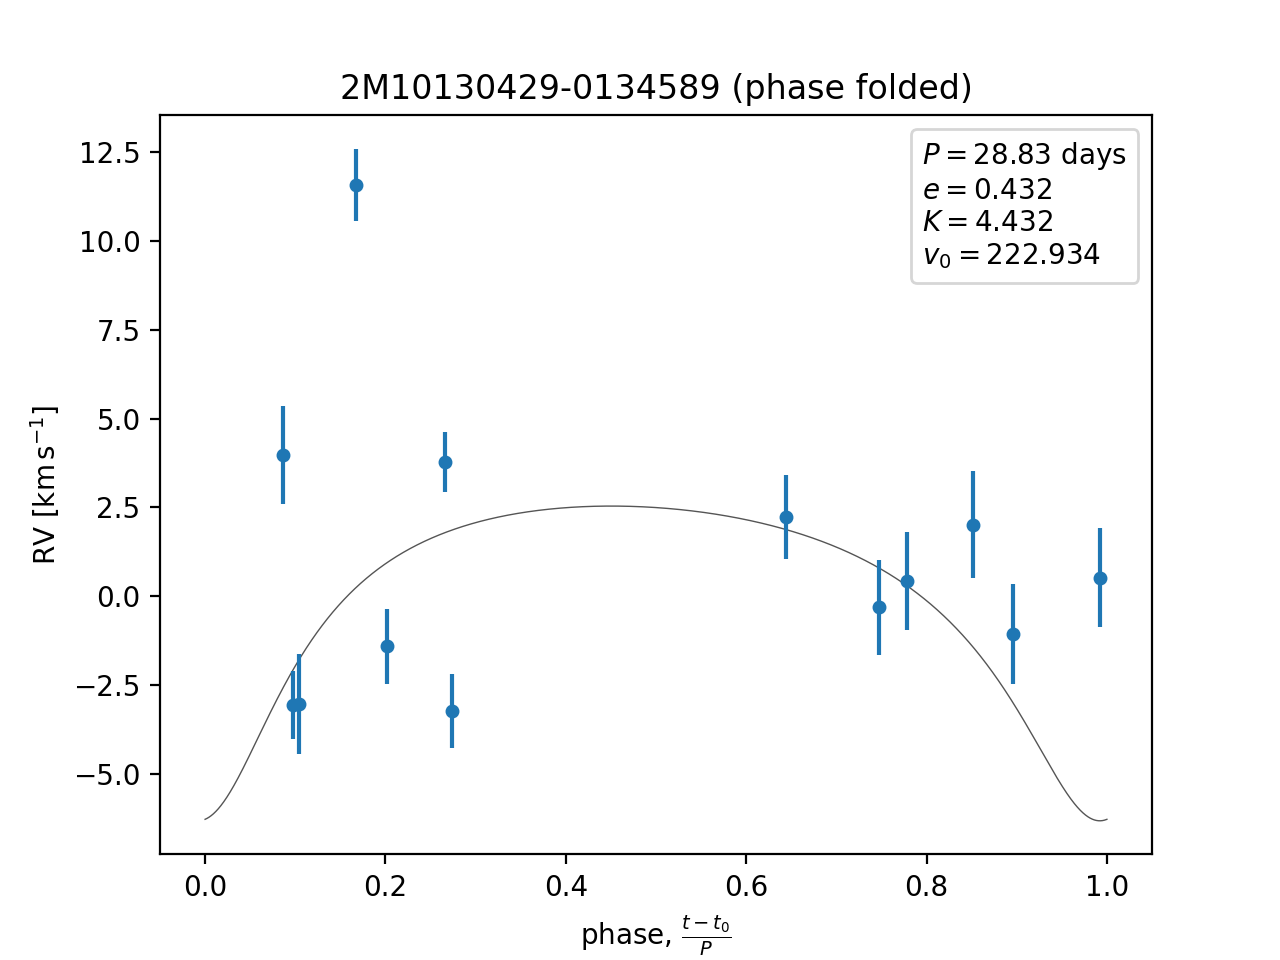 2M10130429-0134589 (phase folded)
P = 28.83 days
e = 0.432
K = 4.432
v₀ = 222.934
RV [km s⁻¹]
12.5
10.0
7.5
5.0
2.5
0.0
−2.5
−5.0
0.0 0.2 0.4 0.6 0.8 1.0
phase, (t − t₀)/P